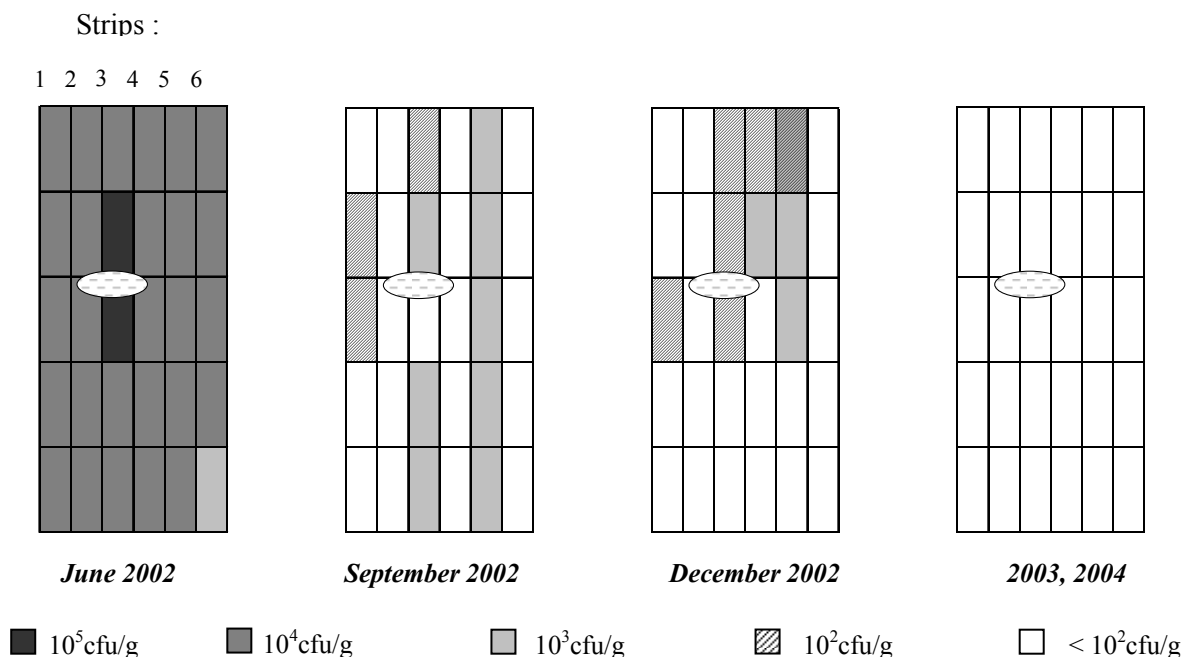 Strips :
1 2 3 4 5 6
June 2002 September 2002 December 2002 2003, 2004
10⁵cfu/g 10⁴cfu/g 10³cfu/g 10²cfu/g < 10²cfu/g